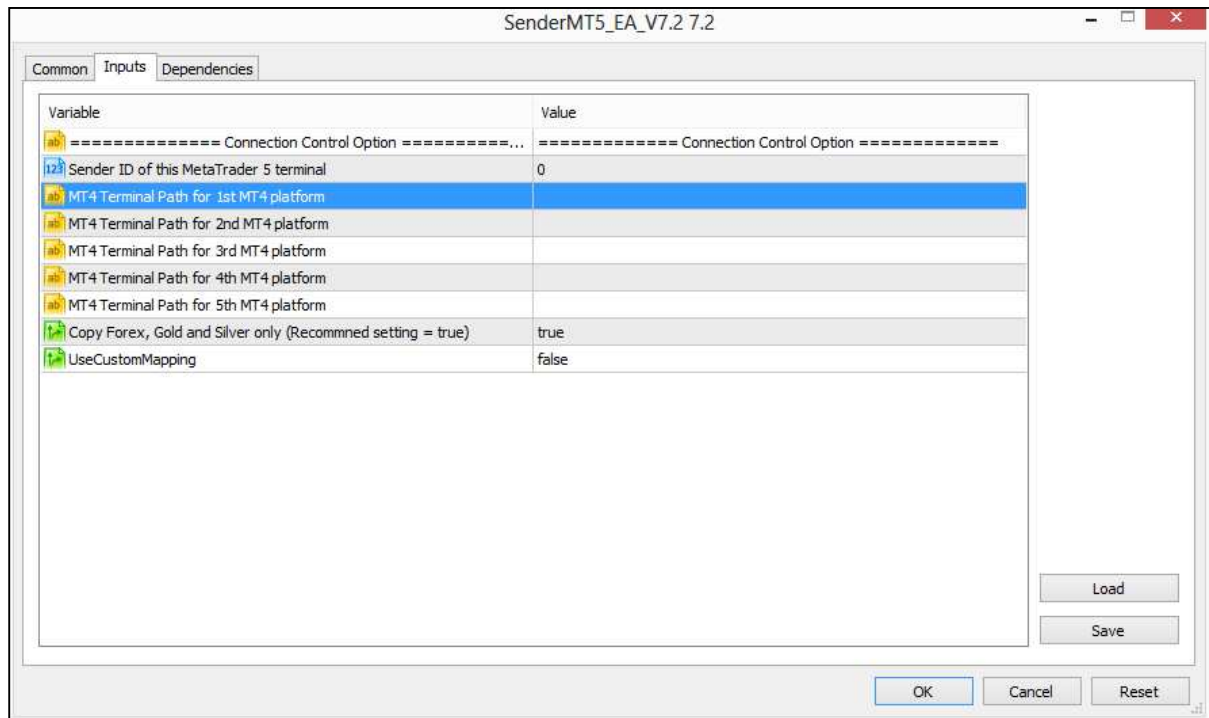 SenderMT5_EA_V7.2 7.2
Common Inputs Dependencies
Variable Value
============== Connection Control Option ==========... ============= Connection Control Option =============
Sender ID of this MetaTrader 5 terminal 0
MT4 Terminal Path for 1st MT4 platform
MT4 Terminal Path for 2nd MT4 platform
MT4 Terminal Path for 3rd MT4 platform
MT4 Terminal Path for 4th MT4 platform
MT4 Terminal Path for 5th MT4 platform
Copy Forex, Gold and Silver only (Recommned setting = true) true
UseCustomMapping false
Load
Save
OK Cancel Reset